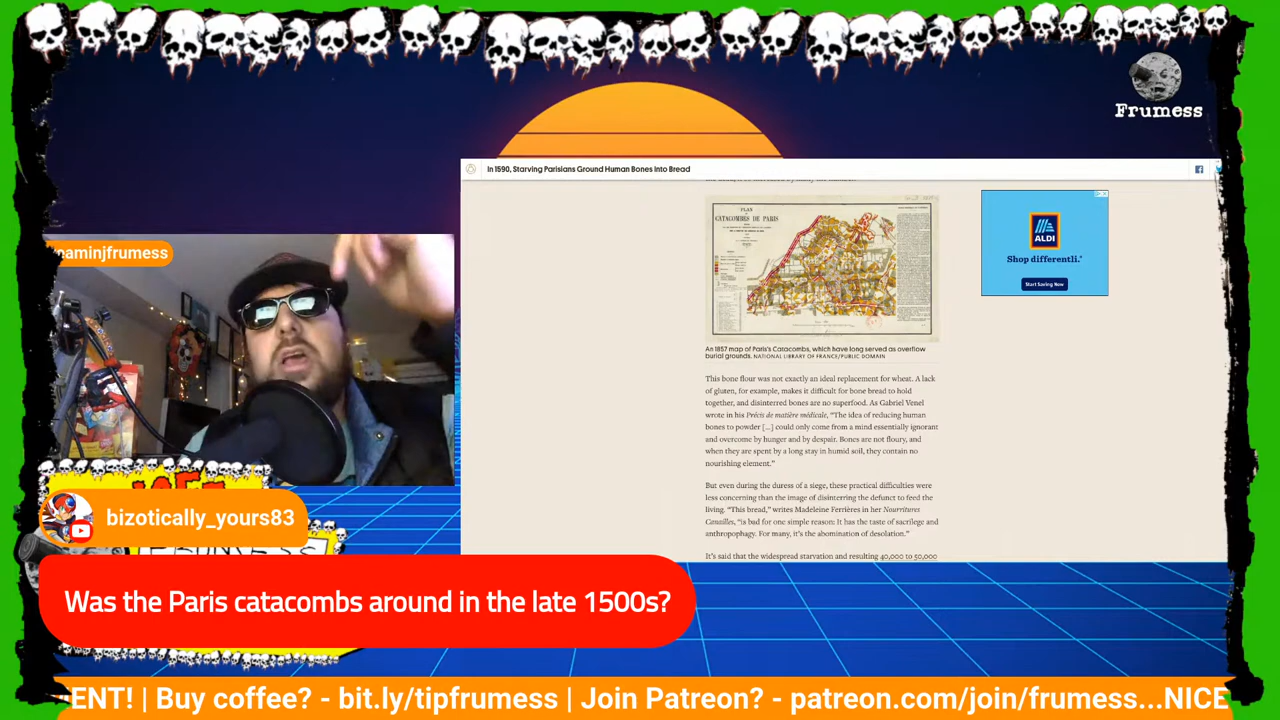 Frumess
In 1590, Starving Parisians Ground Human Bones Into Bread
naminjfrumess
PLAN
CATACOMBES DE PARIS
ALDI
Shop differentli.
Start Saving Now
An 1857 map of Paris's Catacombs, which have long served as overflow
burial grounds. NATIONAL LIBRARY OF FRANCE/PUBLIC DOMAIN
This bone flour was not exactly an ideal replacement for wheat. A lack
of gluten, for example, makes it difficult for bone bread to hold
together, and disinterred bones are no superfood. As Gabriel Venel
wrote in his Précis de matière médicale, “The idea of reducing human
bones to powder [...] could only come from a mind essentially ignorant
and overcome by hunger and by despair. Bones are not floury, and
when they are spent by a long stay in humid soil, they contain no
nourishing element.”
But even during the duress of a siege, these practical difficulties were
less concerning than the image of disinterring the defunct to feed the
living. “This bread,” writes Madeleine Ferrières in her Nourritures
Canailles, “is bad for one simple reason: It has the taste of sacrilege and
anthropophagy. For many, it's the abomination of desolation.”
It's said that the widespread starvation and resulting 40,000 to 50,000
bizotically_yours83
FRUMESS
Was the Paris catacombs around in the late 1500s?
ENT! | Buy coffee? - bit.ly/tipfrumess | Join Patreon? - patreon.com/join/frumess...NICE